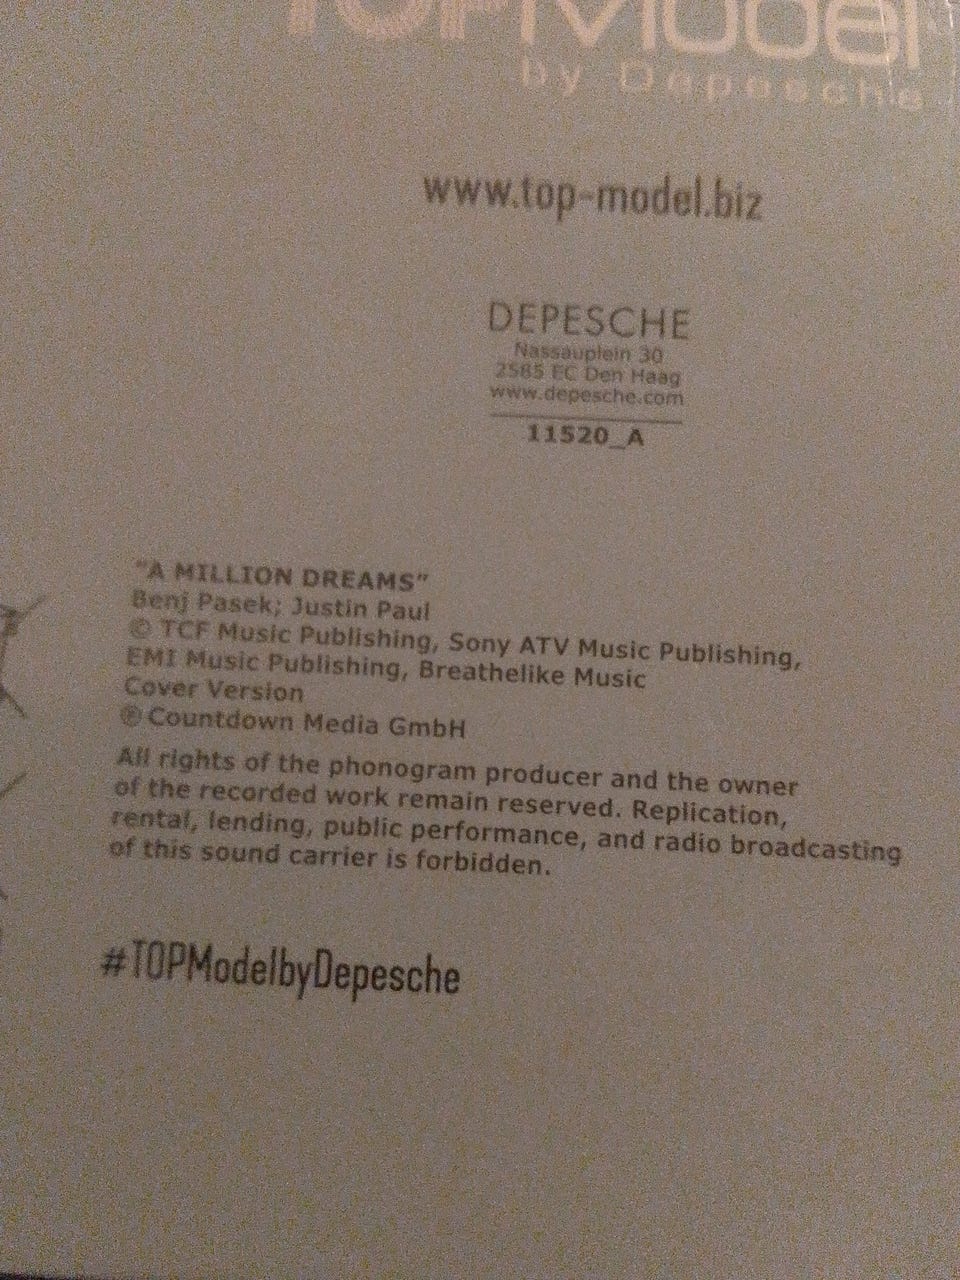 TOPModel
by Depesche
www.top-model.biz
DEPESCHE
Nassauplein 30
2585 EC Den Haag
www.depesche.com
11520_A
"A MILLION DREAMS"
Benj Pasek; Justin Paul
© TCF Music Publishing, Sony ATV Music Publishing,
EMI Music Publishing, Breathelike Music
Cover Version
℗ Countdown Media GmbH
All rights of the phonogram producer and the owner
of the recorded work remain reserved. Replication,
rental, lending, public performance, and radio broadcasting
of this sound carrier is forbidden.
#TOPModelbyDepesche